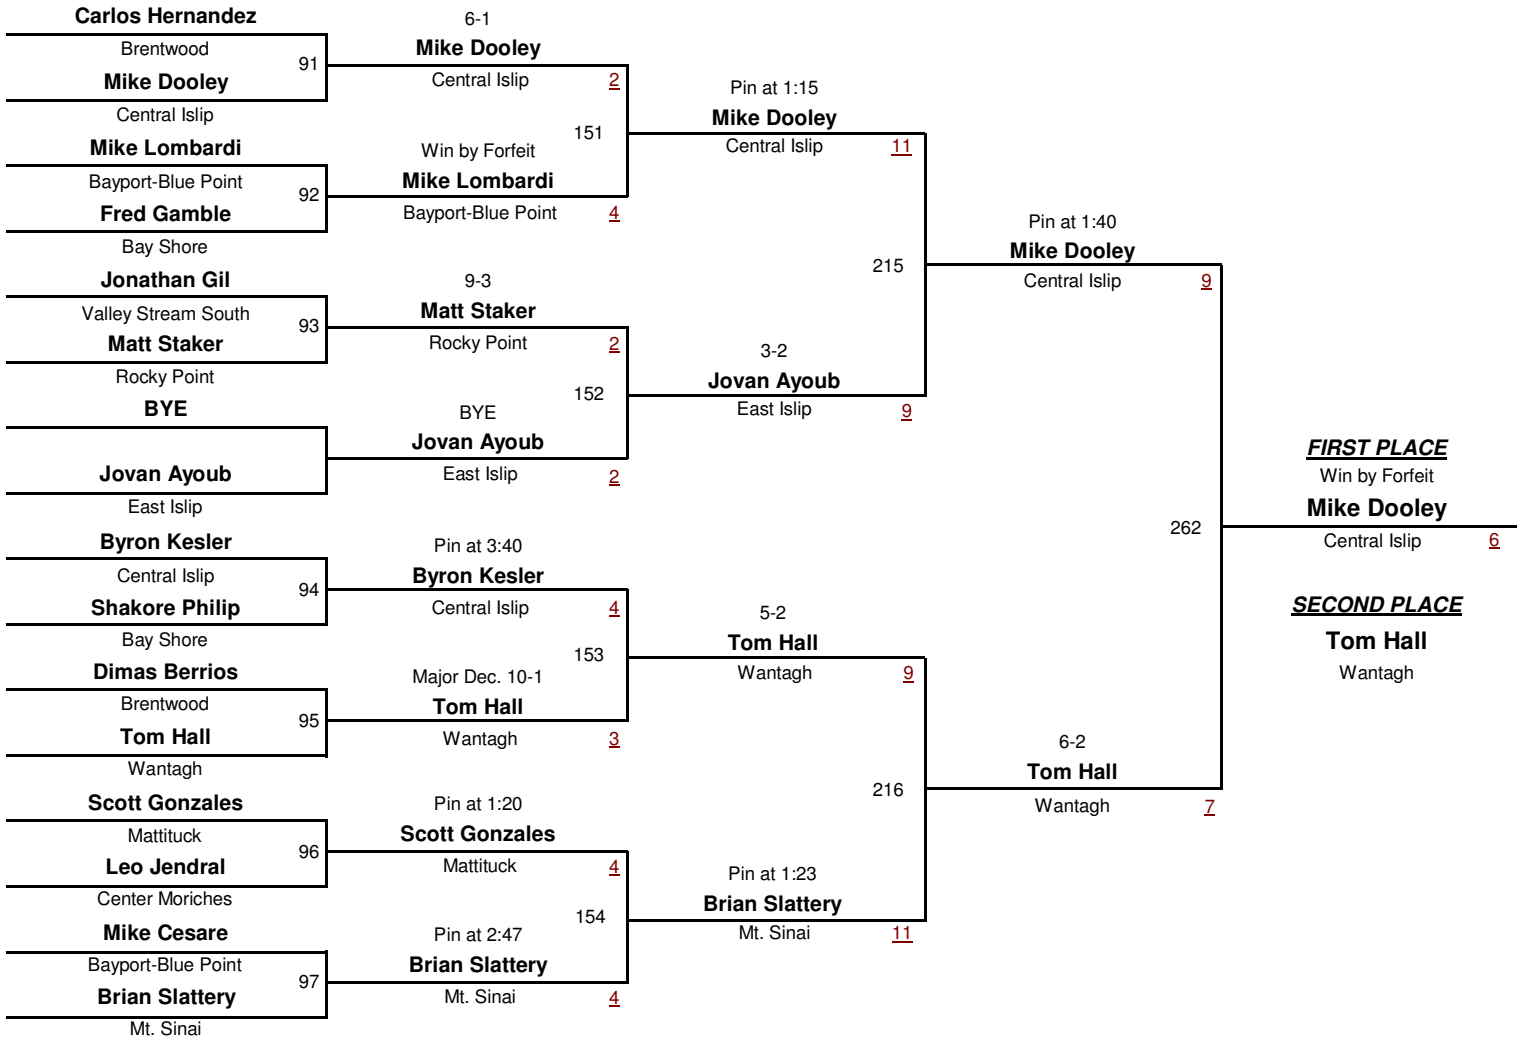 Carlos Hernandez
Brentwood
91
Mike Dooley
Central Islip
Mike Lombardi
Bayport-Blue Point
92
Fred Gamble
Bay Shore
Jonathan Gil
Valley Stream South
93
Matt Staker
Rocky Point
BYE
Jovan Ayoub
East Islip
Byron Kesler
Central Islip
94
Shakore Philip
Bay Shore
Dimas Berrios
Brentwood
95
Tom Hall
Wantagh
Scott Gonzales
Mattituck
96
Leo Jendral
Center Moriches
Mike Cesare
Bayport-Blue Point
97
Brian Slattery
Mt. Sinai
6-1
Mike Dooley
Central Islip 2
151
Win by Forfeit
Mike Lombardi
Bayport-Blue Point 4
9-3
Matt Staker
Rocky Point 2
152
BYE
Jovan Ayoub
East Islip 2
Pin at 3:40
Byron Kesler
Central Islip 4
153
Major Dec. 10-1
Tom Hall
Wantagh 3
Pin at 1:20
Scott Gonzales
Mattituck 4
154
Pin at 2:47
Brian Slattery
Mt. Sinai 4
Pin at 1:15
Mike Dooley
Central Islip 11
215
3-2
Jovan Ayoub
East Islip 9
5-2
Tom Hall
Wantagh 9
216
Pin at 1:23
Brian Slattery
Mt. Sinai 11
Pin at 1:40
Mike Dooley
Central Islip 9
262
6-2
Tom Hall
Wantagh 7
FIRST PLACE
Win by Forfeit
Mike Dooley
Central Islip 6
SECOND PLACE
Tom Hall
Wantagh